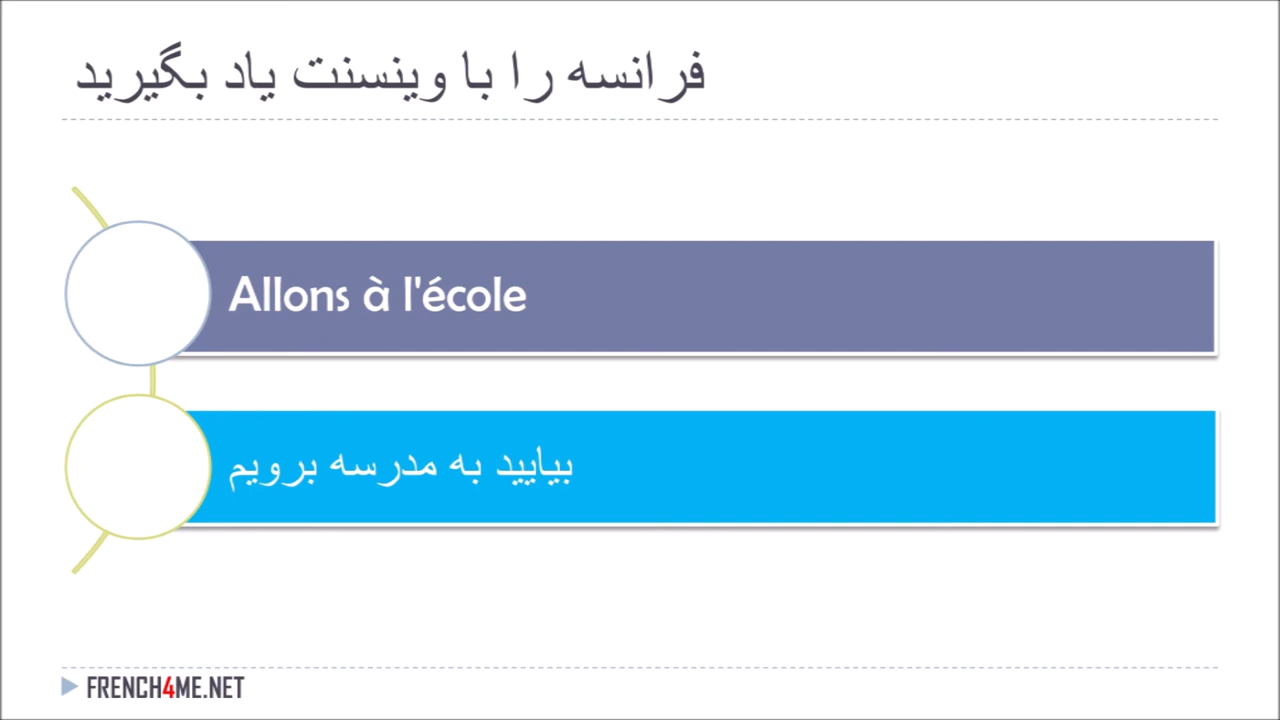 فرانسه را با وینسنت یاد بگیرید
Allons à l'école
بیایید به مدرسه برویم
FRENCH4ME.NET